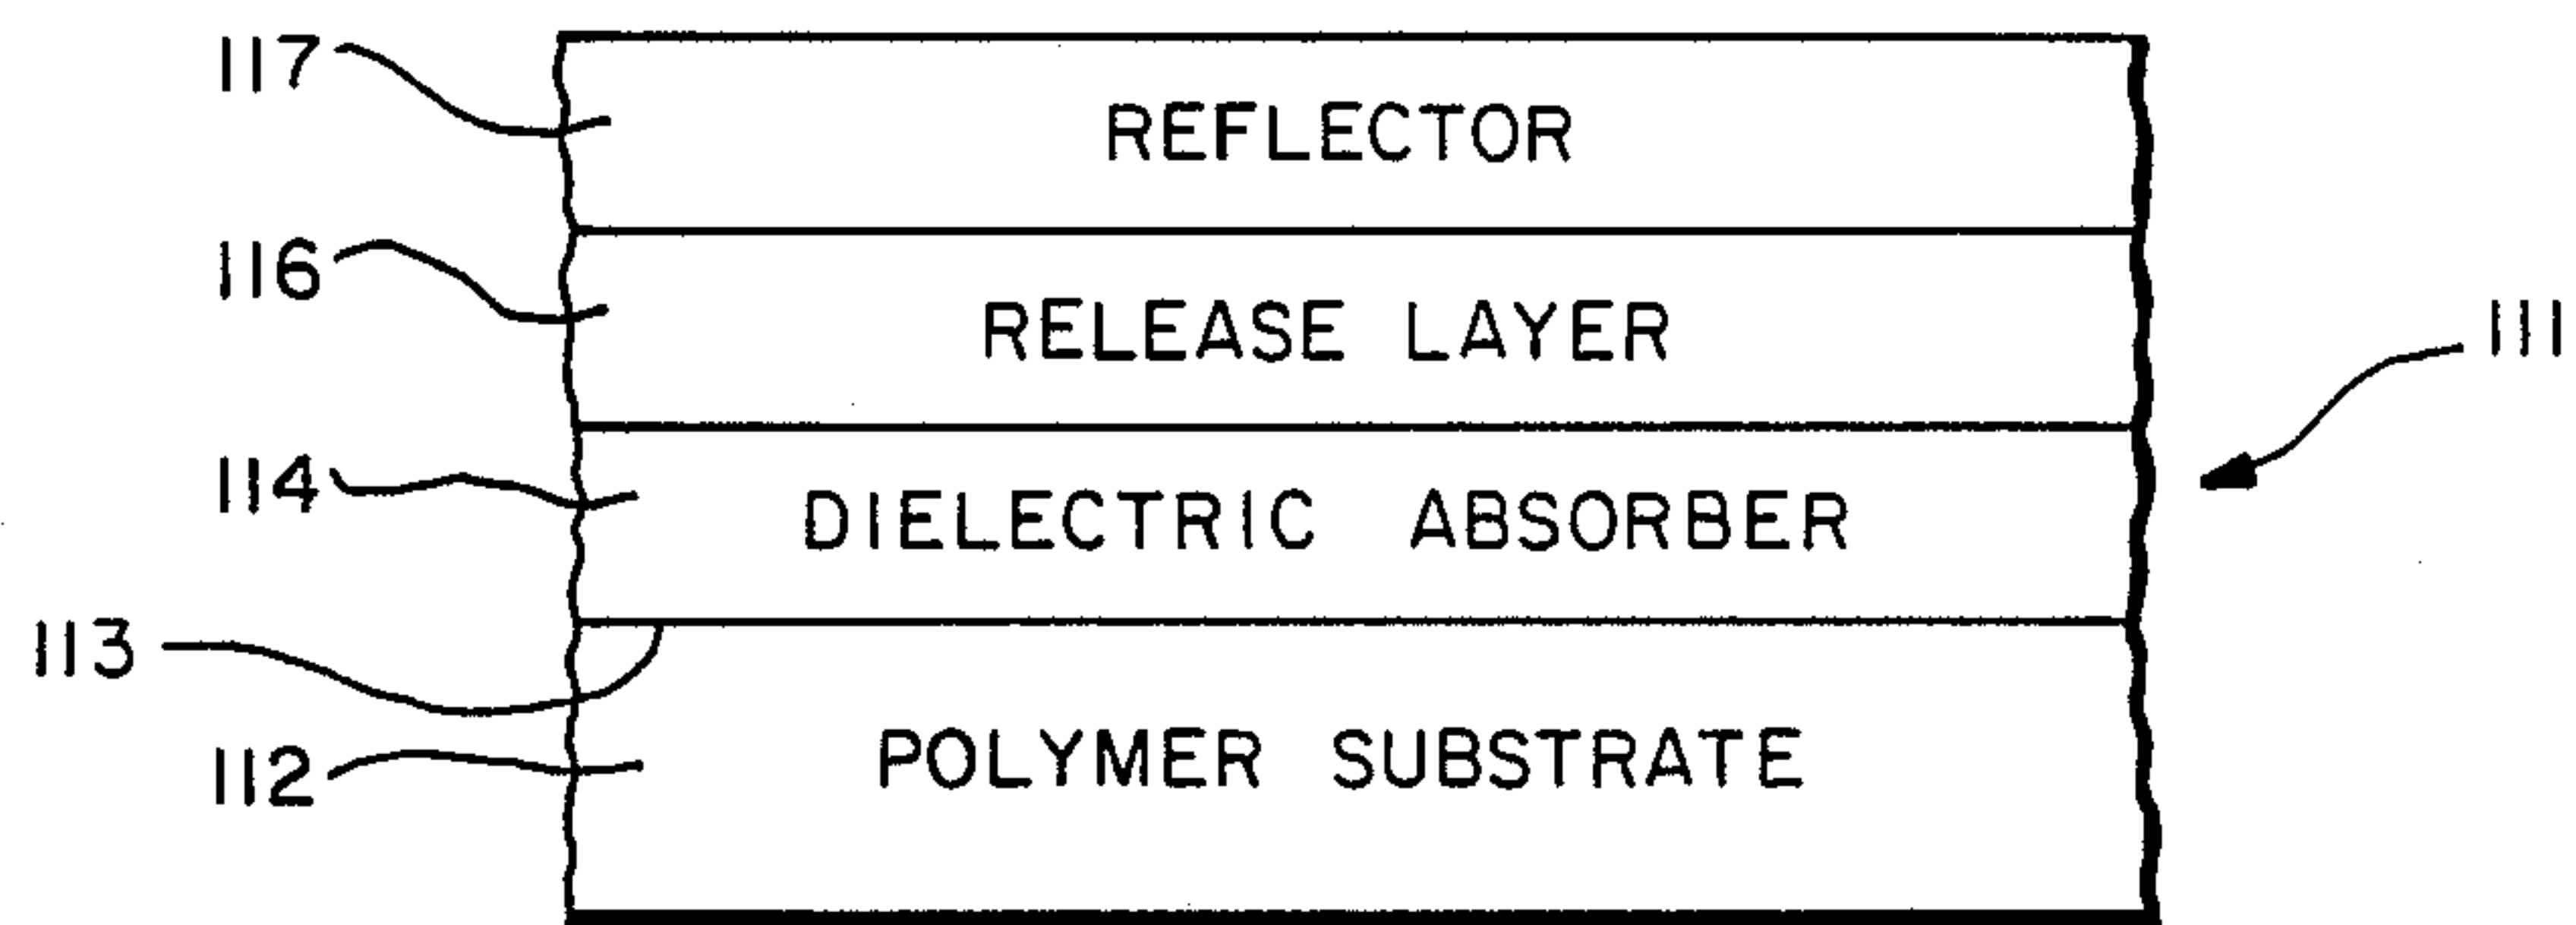 117
REFLECTOR
116
RELEASE LAYER
111
114
DIELECTRIC ABSORBER
113
112
POLYMER SUBSTRATE